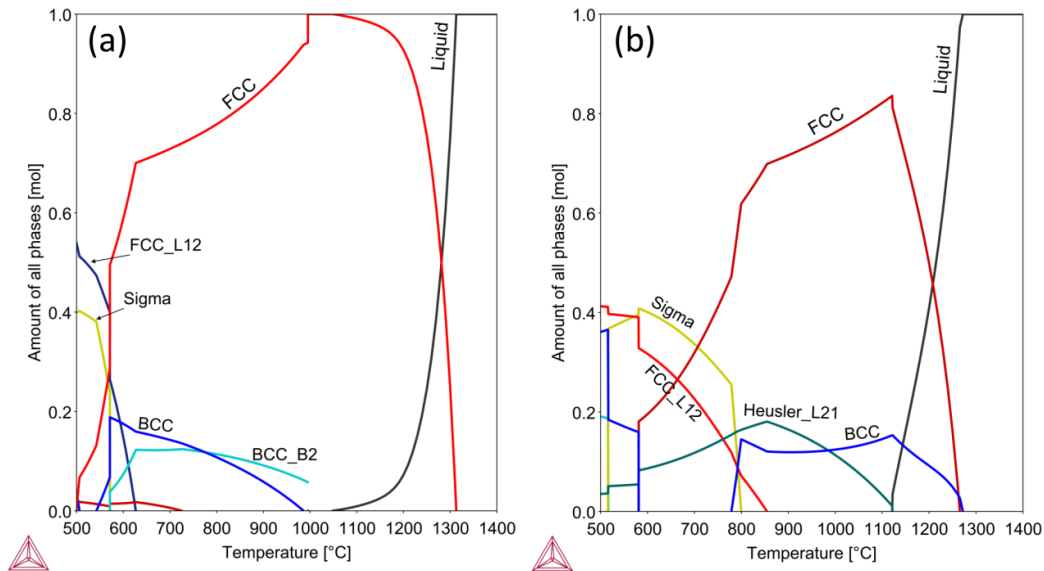 (a)
1.0
0.8
0.6
0.4
0.2
0.0
Amount of all phases [mol]
FCC
Liquid
FCC_L12
Sigma
BCC
BCC_B2
500 600 700 800 900 1000 1100 1200 1300 1400
Temperature [°C]
(b)
1.0
0.8
0.6
0.4
0.2
0.0
Amount of all phases [mol]
Liquid
FCC
Sigma
FCC_L12
Heusler_L21
BCC
500 600 700 800 900 1000 1100 1200 1300 1400
Temperature [°C]